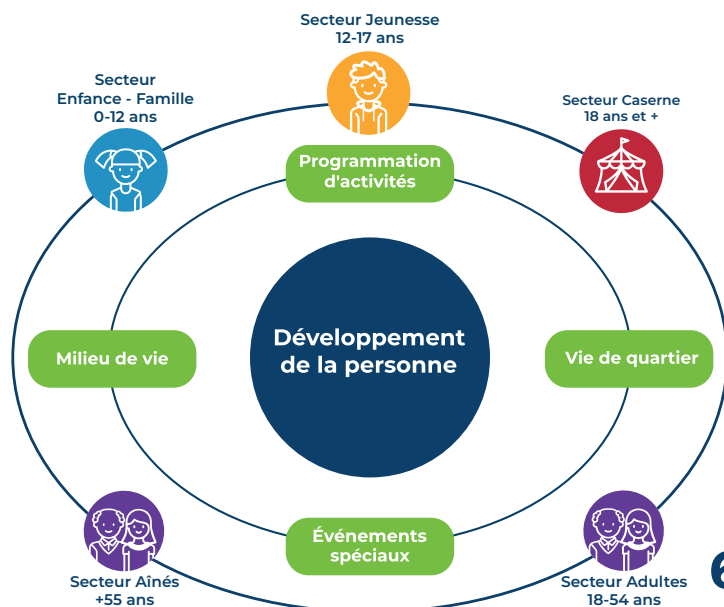 Secteur Jeunesse
12-17 ans
Secteur
Enfance - Famille
0-12 ans
Secteur Caserne
18 ans et +
Programmation
d'activités
Développement
de la personne
Milieu de vie
Vie de quartier
Événements
spéciaux
Secteur Aînés
+55 ans
Secteur Adultes
18-54 ans